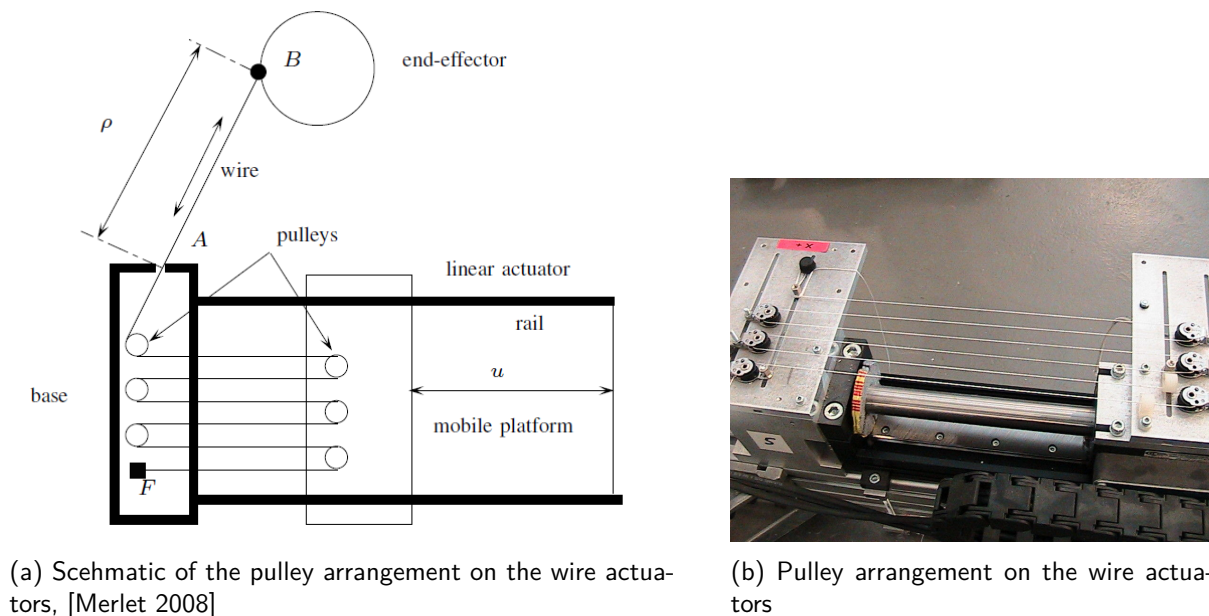 B
end-effector
ρ
wire
A
pulleys
linear actuator
rail
base
u
mobile platform
F
+X
S
(a) Scehmatic of the pulley arrangement on the wire actua-
tors, [Merlet 2008]
(b) Pulley arrangement on the wire actua-
tors